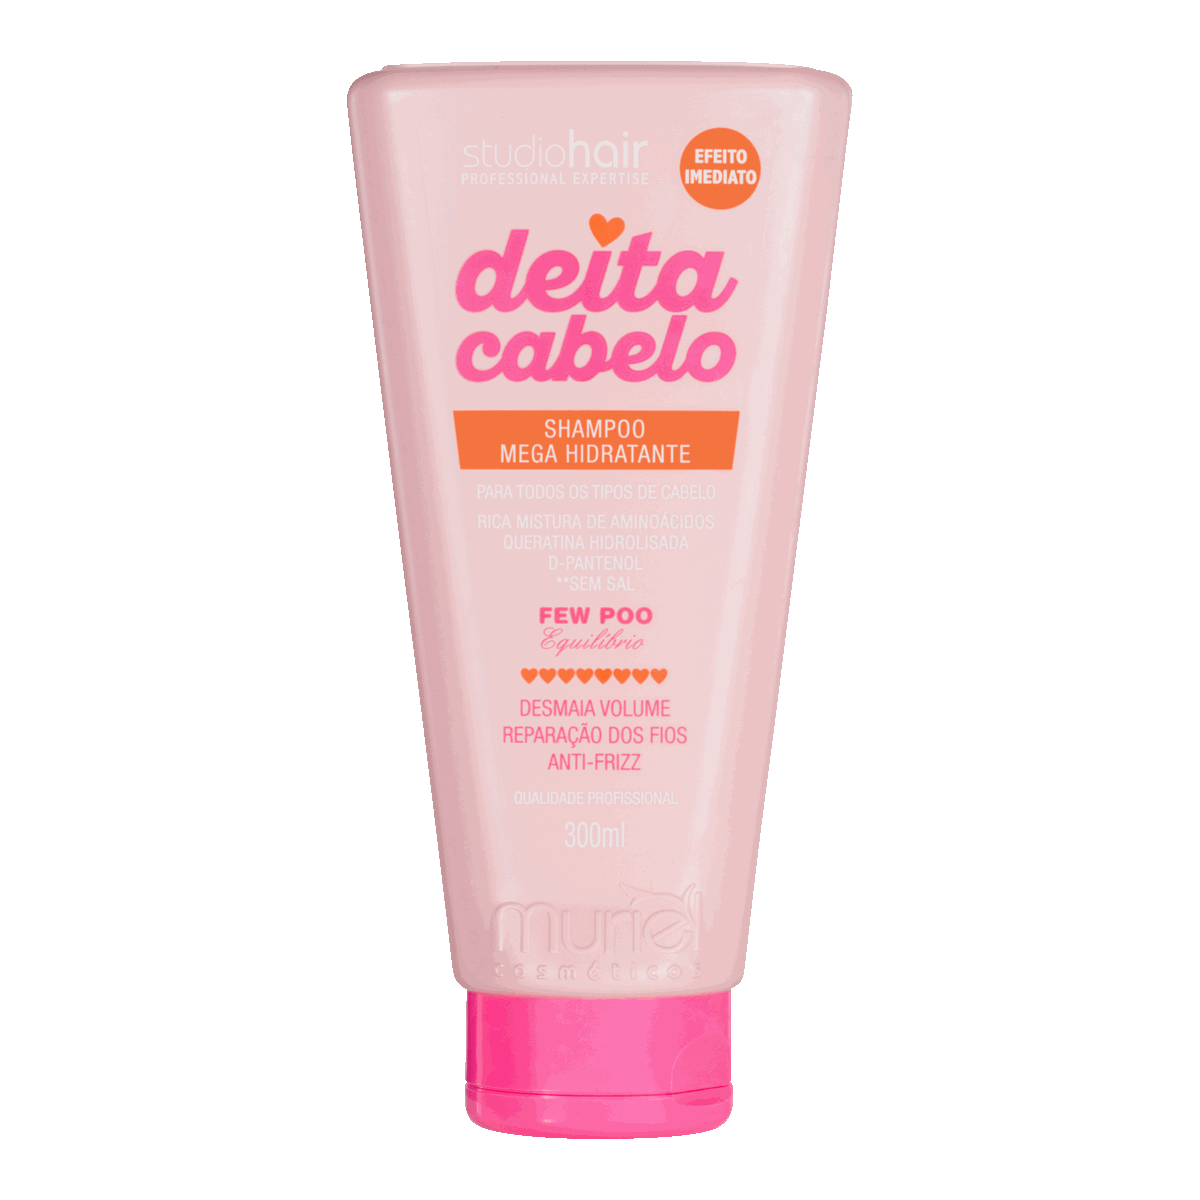 studiohair
PROFESSIONAL EXPERTISE
EFEITO
IMEDIATO
deita
cabelo
SHAMPOO
MEGA HIDRATANTE
PARA TODOS OS TIPOS DE CABELO
RICA MISTURA DE AMINOÁCIDOS
QUERATINA HIDROLISADA
D-PANTENOL
**SEM SAL
FEW POO
Equilíbrio
DESMAIA VOLUME
REPARAÇÃO DOS FIOS
ANTI-FRIZZ
QUALIDADE PROFISSIONAL
300ml
muriel
cosméticos